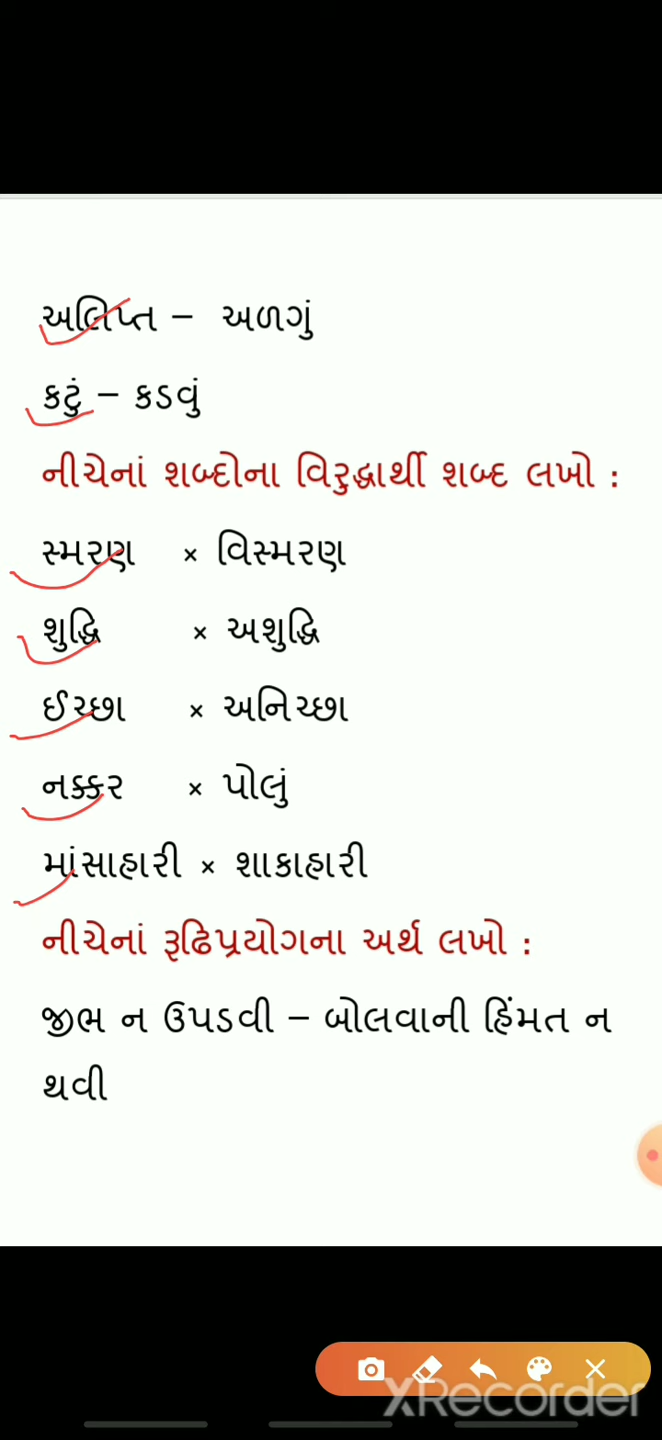 અલિપ્ત – અળગું
કટું – કડવું
નીચેનાં શબ્દોના વિરુદ્ધાર્થી શબ્દ લખો :
સ્મરણ × વિસ્મરણ
શુદ્ધિ × અશુદ્ધિ
ઈચ્છા × અનિચ્છા
નક્કર × પોલું
માંસાહારી × શાકાહારી
નીચેનાં રૂઢિપ્રયોગના અર્થ લખો :
જીભ ન ઉપડવી – બોલવાની હિંમત ન
થવી
XRecorder